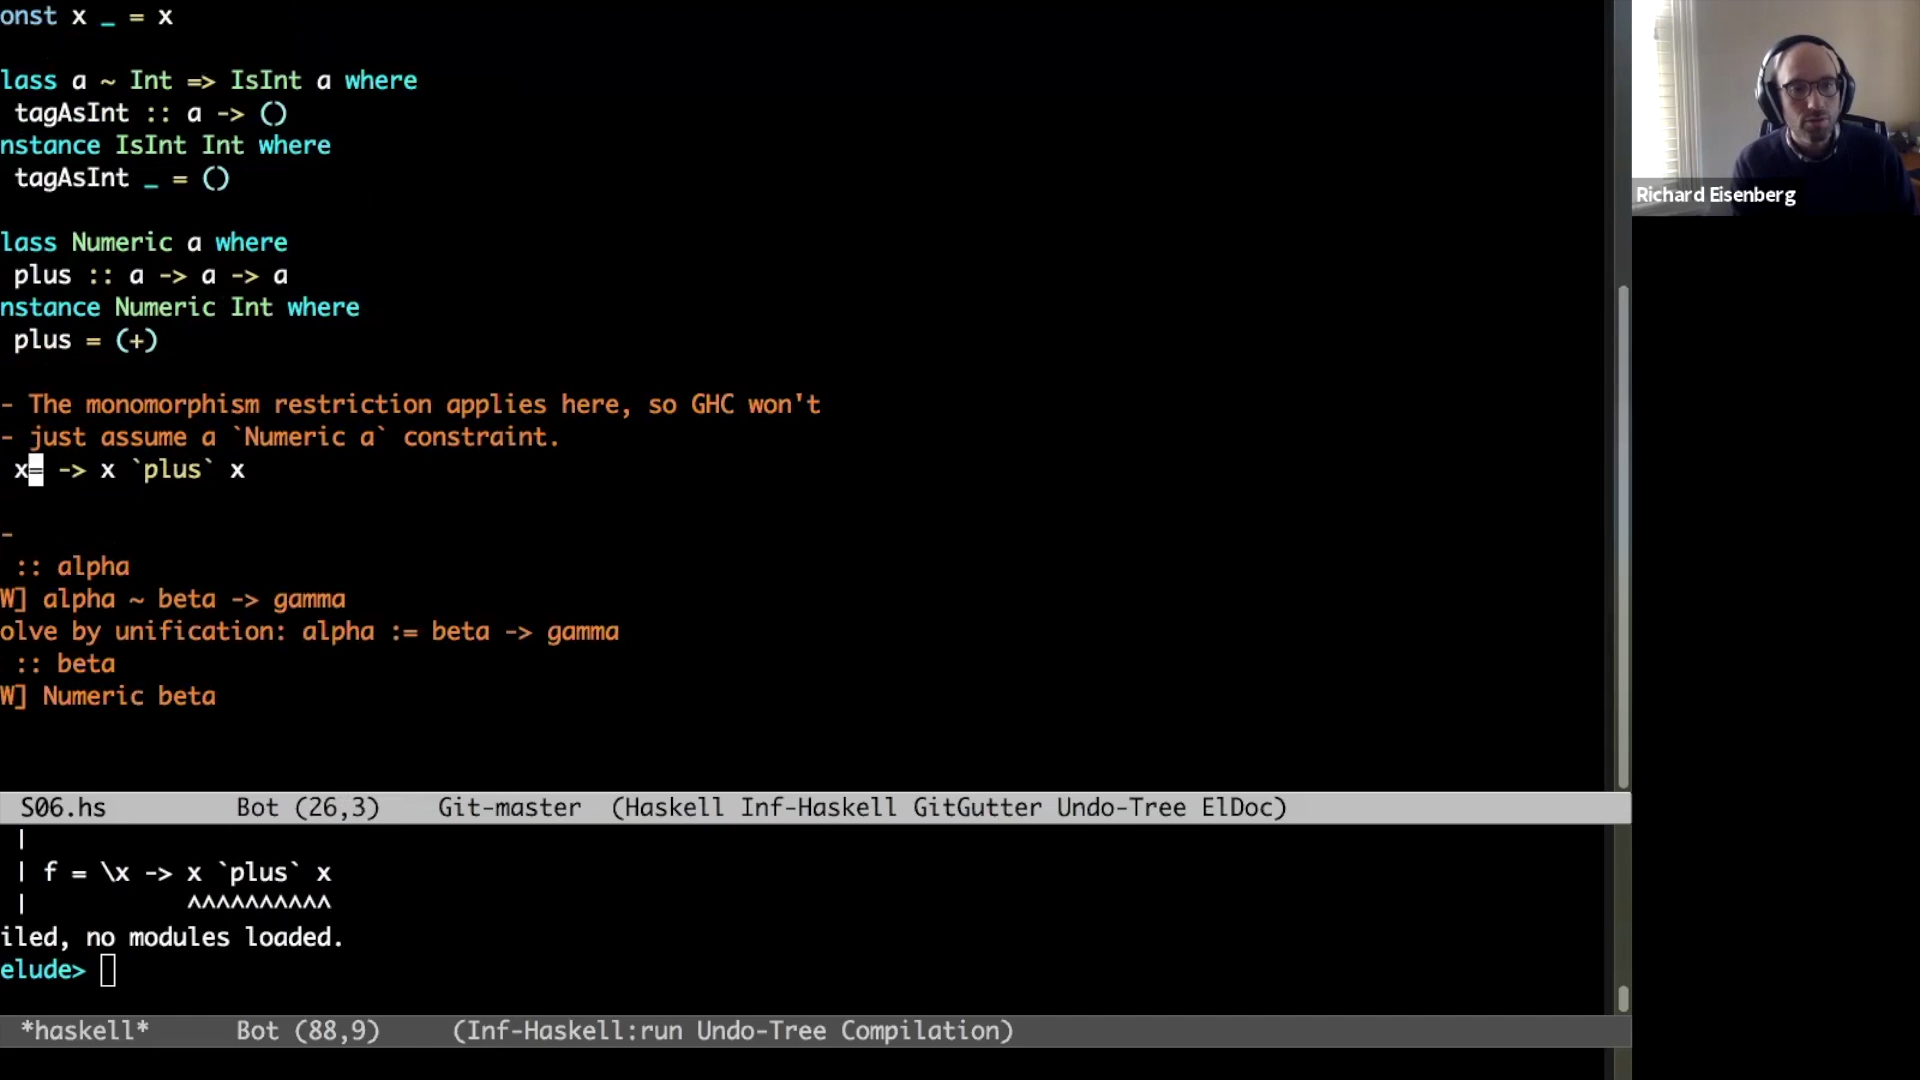 onst x _ = x
lass a ~ Int => IsInt a where
tagAsInt :: a -> ()
nstance IsInt Int where
tagAsInt _ = ()
lass Numeric a where
plus :: a -> a -> a
nstance Numeric Int where
plus = (+)
- The monomorphism restriction applies here, so GHC won't
- just assume a `Numeric a` constraint.
x= -> x `plus` x
-
:: alpha
W] alpha ~ beta -> gamma
olve by unification: alpha := beta -> gamma
:: beta
W] Numeric beta
S06.hs Bot (26,3) Git-master (Haskell Inf-Haskell GitGutter Undo-Tree ElDoc)
|
| f = \x -> x `plus` x
| ^^^^^^^^^^
iled, no modules loaded.
elude>
*haskell* Bot (88,9) (Inf-Haskell:run Undo-Tree Compilation)
Richard Eisenberg